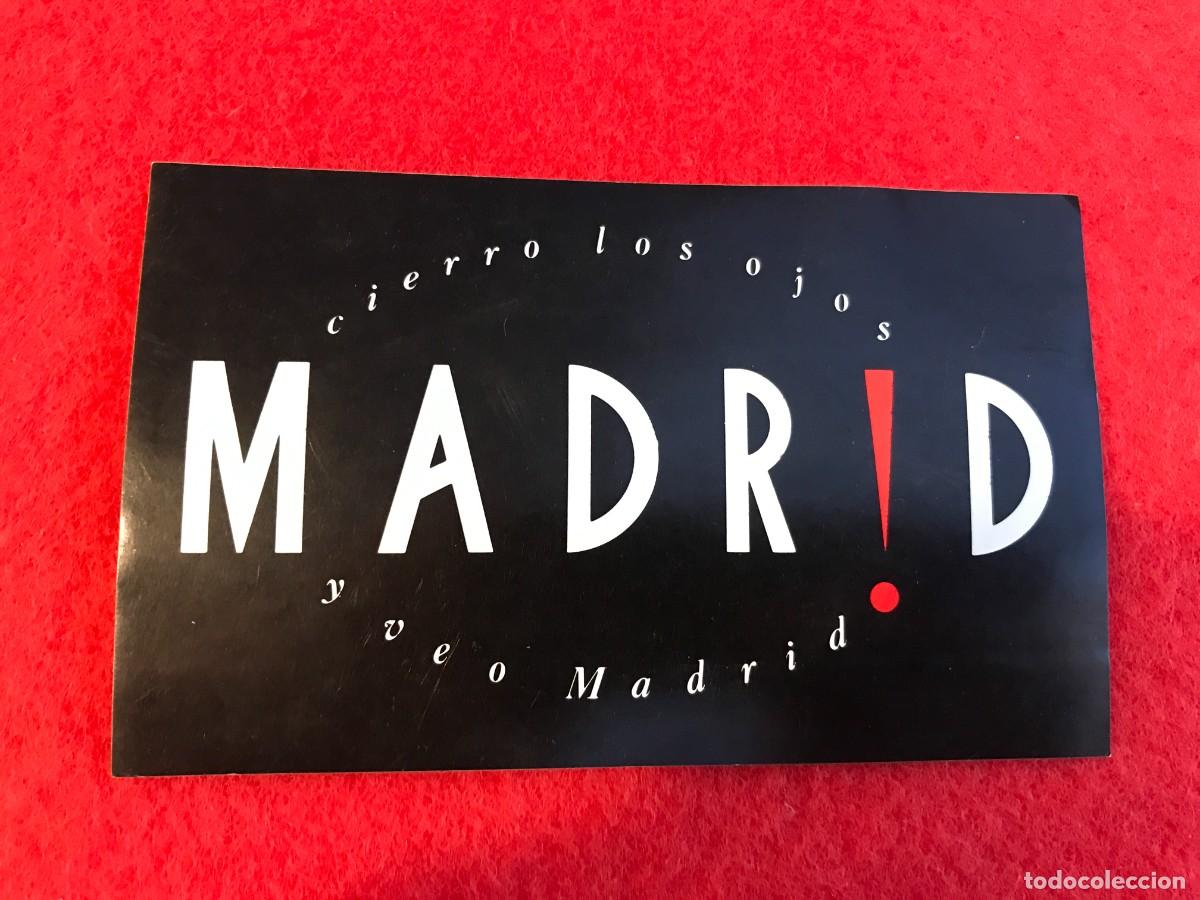 cierro los ojos
MADR!D
y veo Madrid
todocoleccion